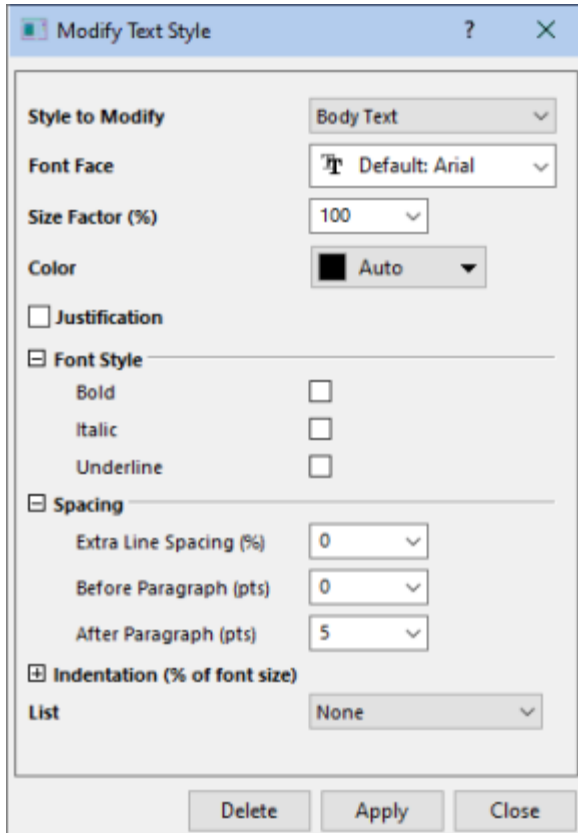 Modify Text Style ?
Style to Modify Body Text
Font Face Default: Arial
Size Factor (%) 100
Color Auto
Justification
Font Style
Bold
Italic
Underline
Spacing
Extra Line Spacing (%) 0
Before Paragraph (pts) 0
After Paragraph (pts) 5
Indentation (% of font size)
List None
Delete Apply Close